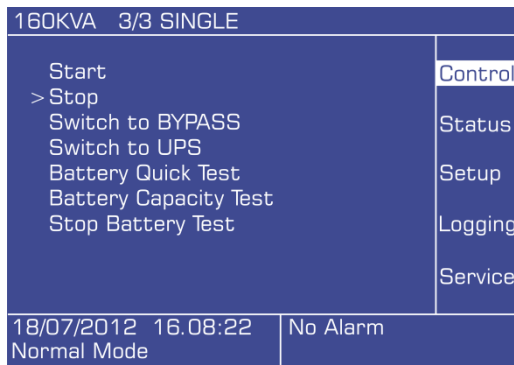 160KVA 3/3 SINGLE
Start
>Stop
Switch to BYPASS
Switch to UPS
Battery Quick Test
Battery Capacity Test
Stop Battery Test
Control
Status
Setup
Logging
Service
18/07/2012 16.08:22
Normal Mode
No Alarm